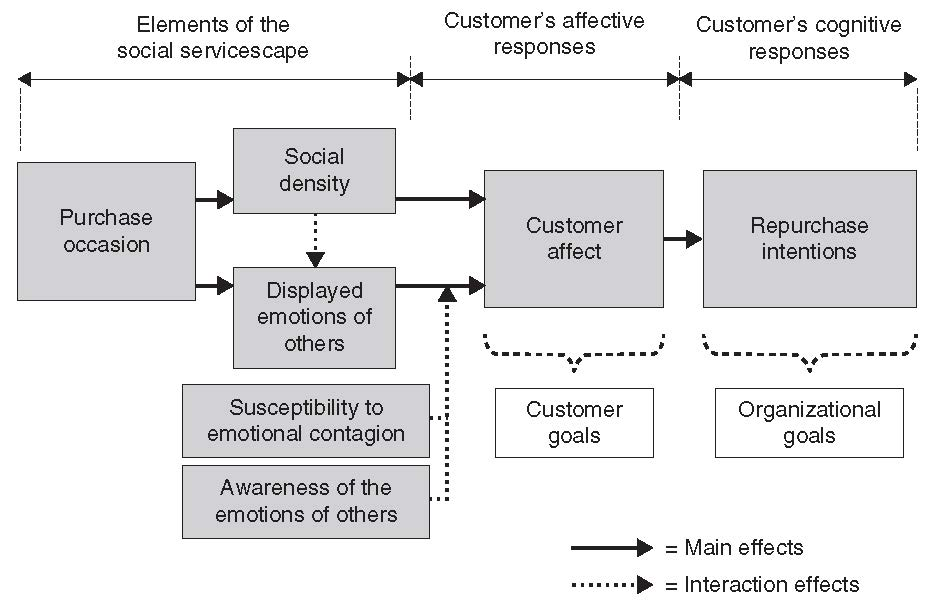 Elements of the
social servicescape
Customer's affective
responses
Customer's cognitive
responses
Purchase
occasion
Social
density
Displayed
emotions of
others
Susceptibility to
emotional contagion
Awareness of the
emotions of others
Customer
affect
Repurchase
intentions
Customer
goals
Organizational
goals
= Main effects
= Interaction effects